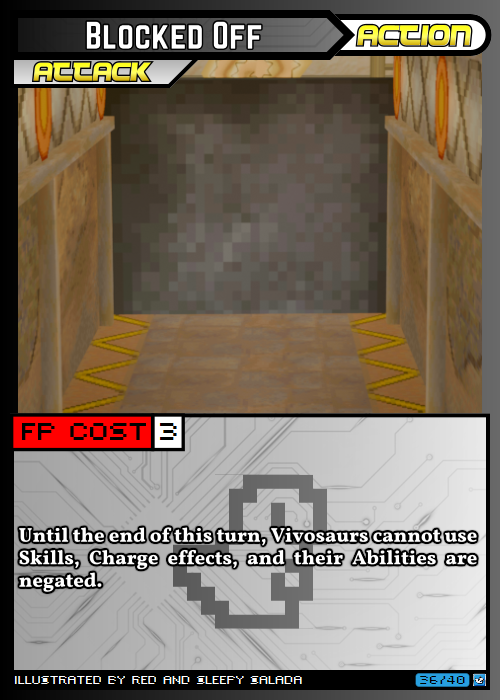 Blocked Off
ACTION
ATTACK
FP COST 3
Until the end of this turn, Vivosaurs cannot use
Skills, Charge effects, and their Abilities are
negated.
ILLUSTRATED BY RED AND SLEEPY SALADA
36/40